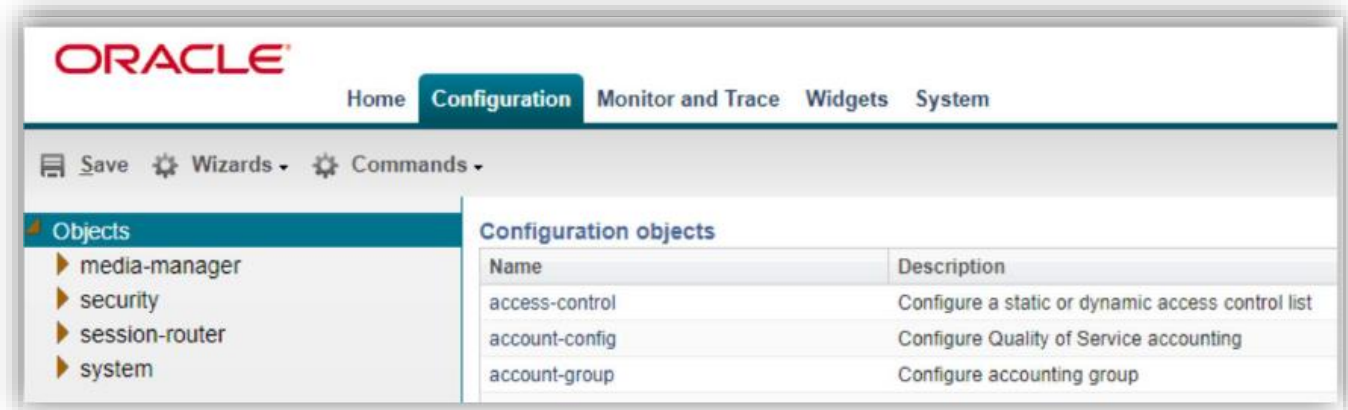 ORACLE
Home Configuration Monitor and Trace Widgets System
Save Wizards Commands
Objects
media-manager
security
session-router
system
Configuration objects
Name Description
access-control Configure a static or dynamic access control list
account-config Configure Quality of Service accounting
account-group Configure accounting group